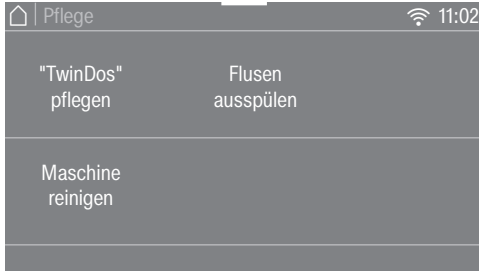 Pflege
11:02
"TwinDos"
pflegen
Flusen
ausspülen
Maschine
reinigen